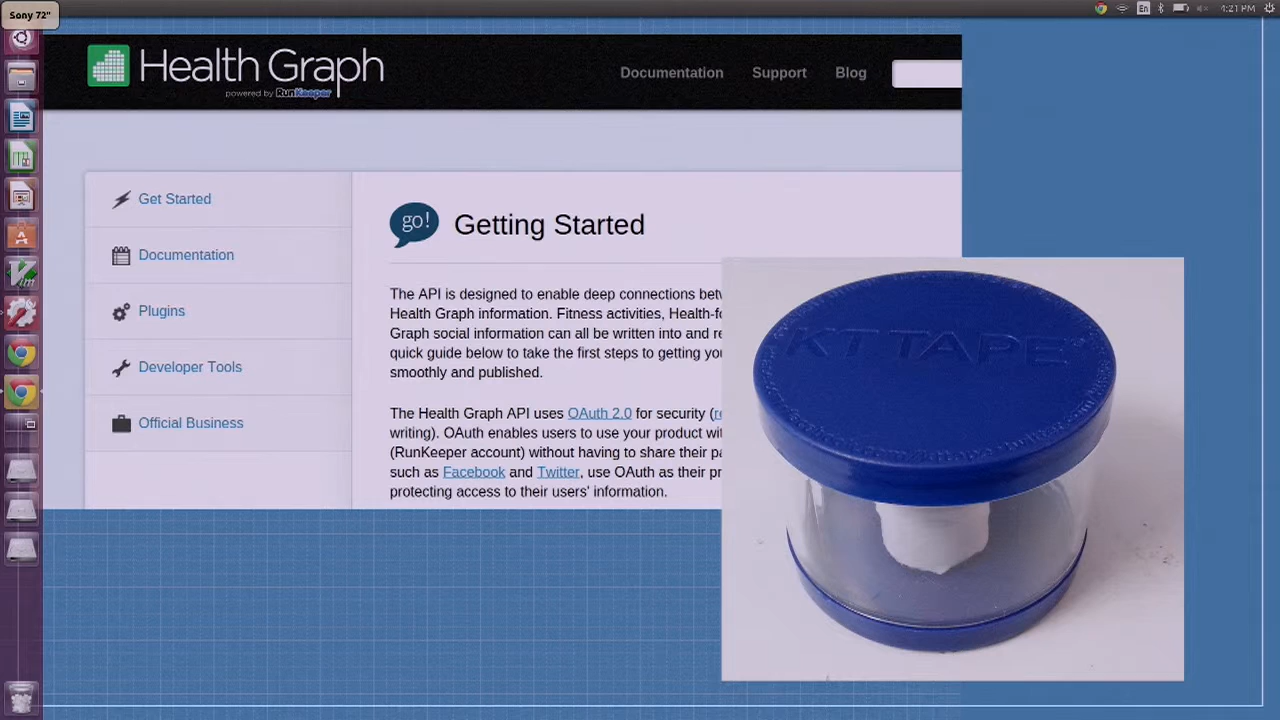 Sony 72"
En
4:21 PM
Health Graph
powered by RunKeeper
Documentation
Support
Blog
Get Started
Documentation
Plugins
Developer Tools
Official Business
go!
Getting Started
The API is designed to enable deep connections betw
Health Graph information. Fitness activities, Health-fo
Graph social information can all be written into and re
quick guide below to take the first steps to getting you
smoothly and published.
The Health Graph API uses OAuth 2.0 for security (re
writing). OAuth enables users to use your product wit
(RunKeeper account) without having to share their pa
such as Facebook and Twitter, use OAuth as their pr
protecting access to their users' information.
KT TAPE®